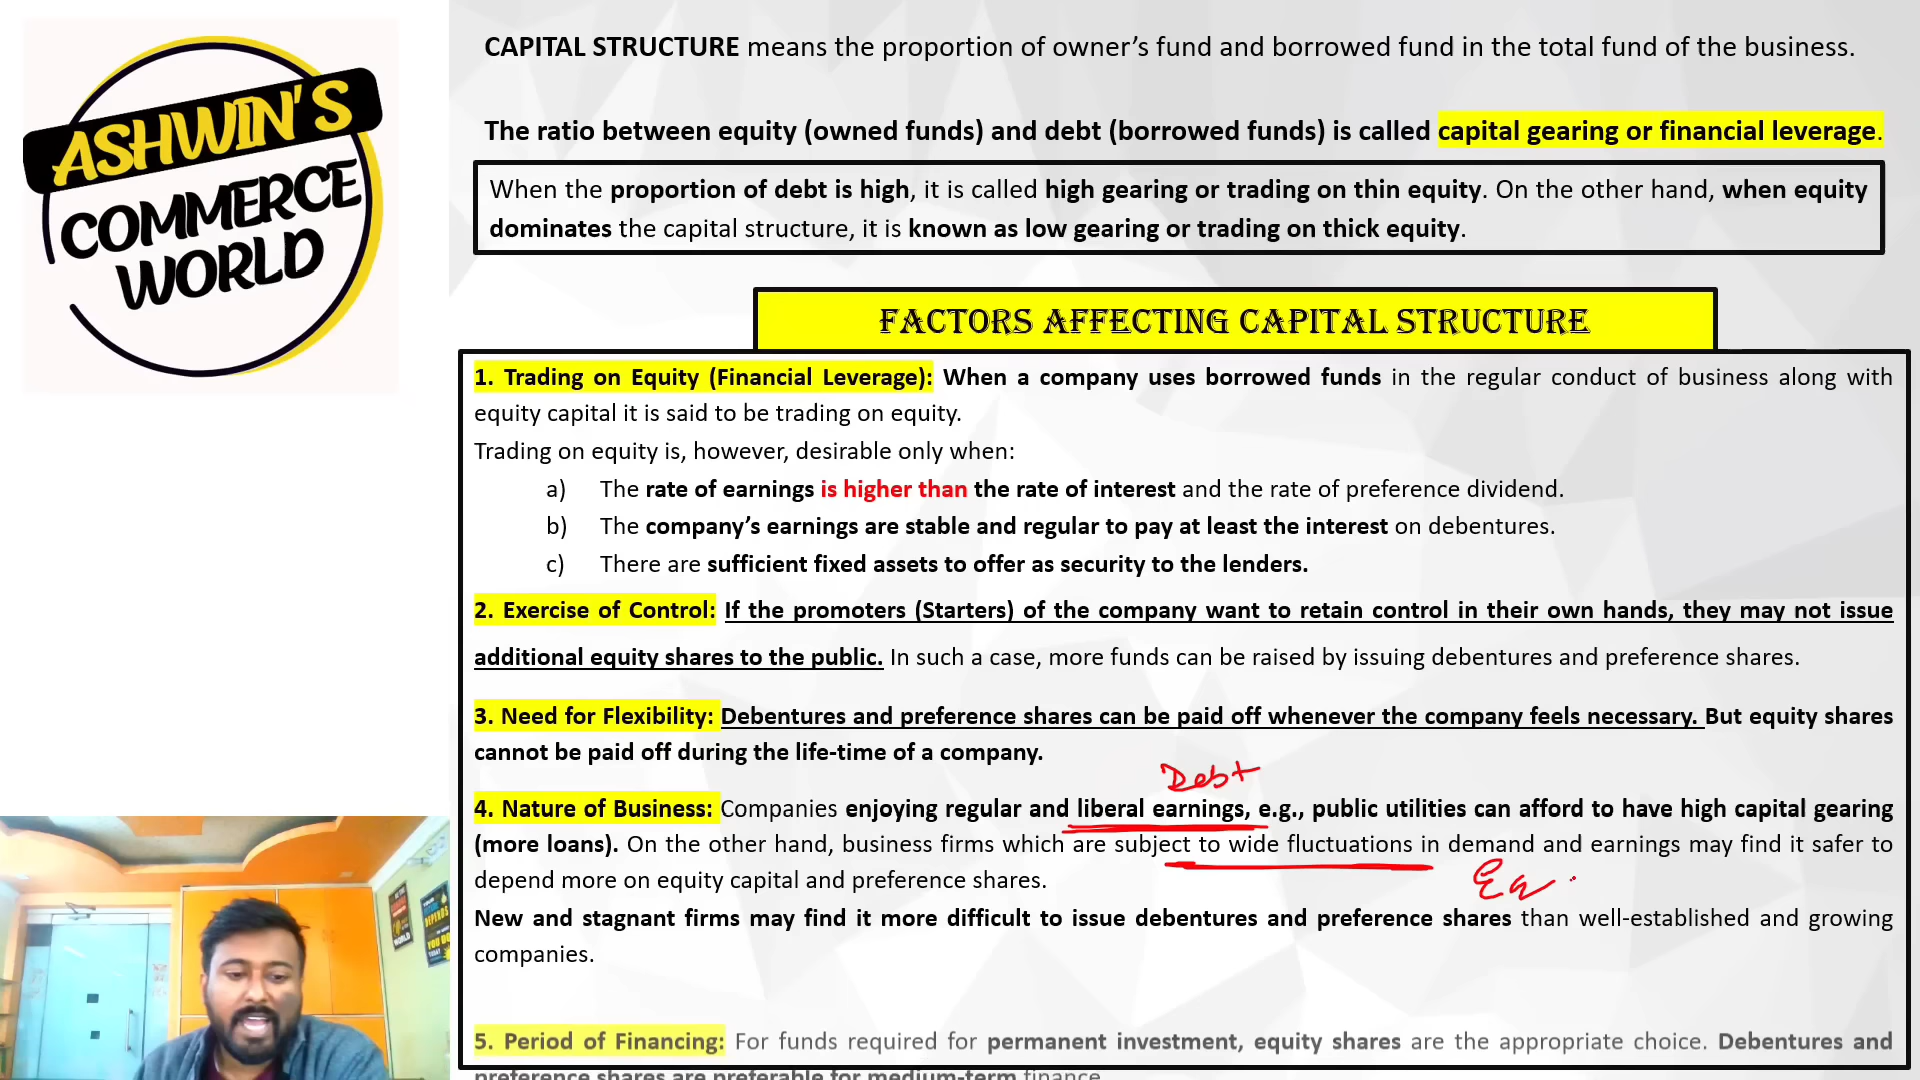 ASHWIN'S
COMMERCE
WORLD
CAPITAL STRUCTURE means the proportion of owner’s fund and borrowed fund in the total fund of the business.
The ratio between equity (owned funds) and debt (borrowed funds) is called capital gearing or financial leverage.
When the proportion of debt is high, it is called high gearing or trading on thin equity. On the other hand, when equity
dominates the capital structure, it is known as low gearing or trading on thick equity.
FACTORS AFFECTING CAPITAL STRUCTURE
1. Trading on Equity (Financial Leverage): When a company uses borrowed funds in the regular conduct of business along with
equity capital it is said to be trading on equity.
Trading on equity is, however, desirable only when:
a) The rate of earnings is higher than the rate of interest and the rate of preference dividend.
b) The company’s earnings are stable and regular to pay at least the interest on debentures.
c) There are sufficient fixed assets to offer as security to the lenders.
2. Exercise of Control: If the promoters (Starters) of the company want to retain control in their own hands, they may not issue
additional equity shares to the public. In such a case, more funds can be raised by issuing debentures and preference shares.
3. Need for Flexibility: Debentures and preference shares can be paid off whenever the company feels necessary. But equity shares
cannot be paid off during the life-time of a company.
Debt
4. Nature of Business: Companies enjoying regular and liberal earnings, e.g., public utilities can afford to have high capital gearing
(more loans). On the other hand, business firms which are subject to wide fluctuations in demand and earnings may find it safer to
depend more on equity capital and preference shares.
Eq
New and stagnant firms may find it more difficult to issue debentures and preference shares than well-established and growing
companies.
5. Period of Financing: For funds required for permanent investment, equity shares are the appropriate choice. Debentures and
preference shares are preferable for medium-term finance